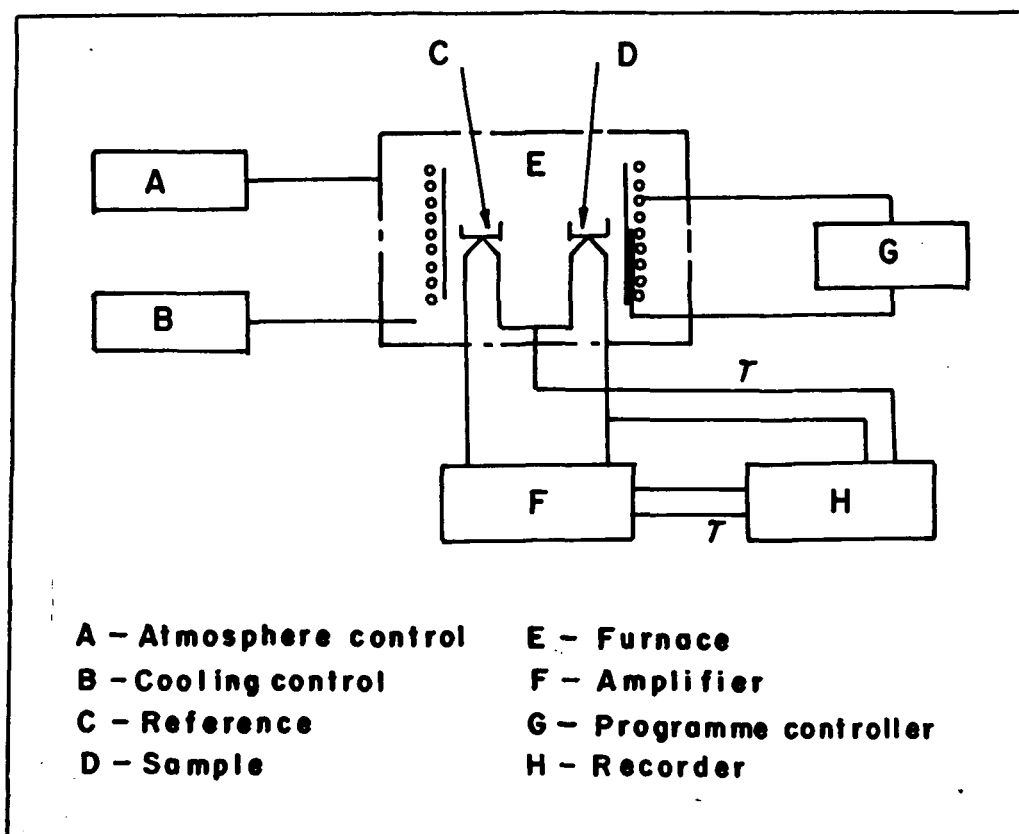 C D
A E
B G
T
F H
T
A – Atmosphere control E – Furnace
B – Cooling control F – Amplifier
C – Reference G – Programme controller
D – Sample H – Recorder